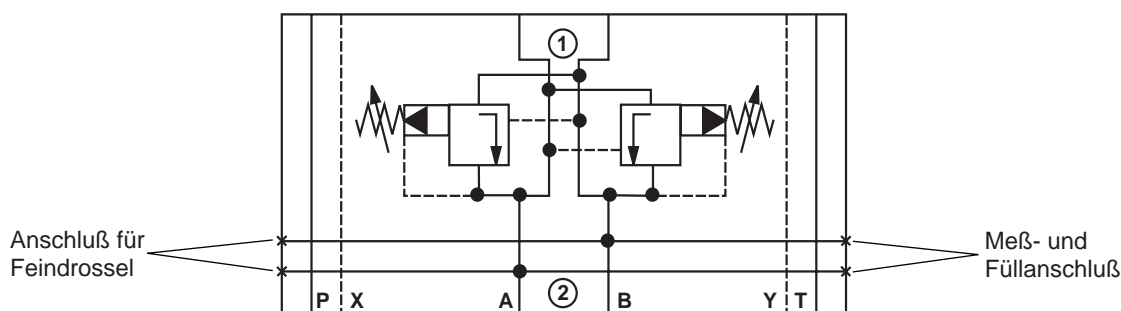 1
Anschluß für
Feindrossel
Meß- und
Füllanschluß
P X A 2 B Y T